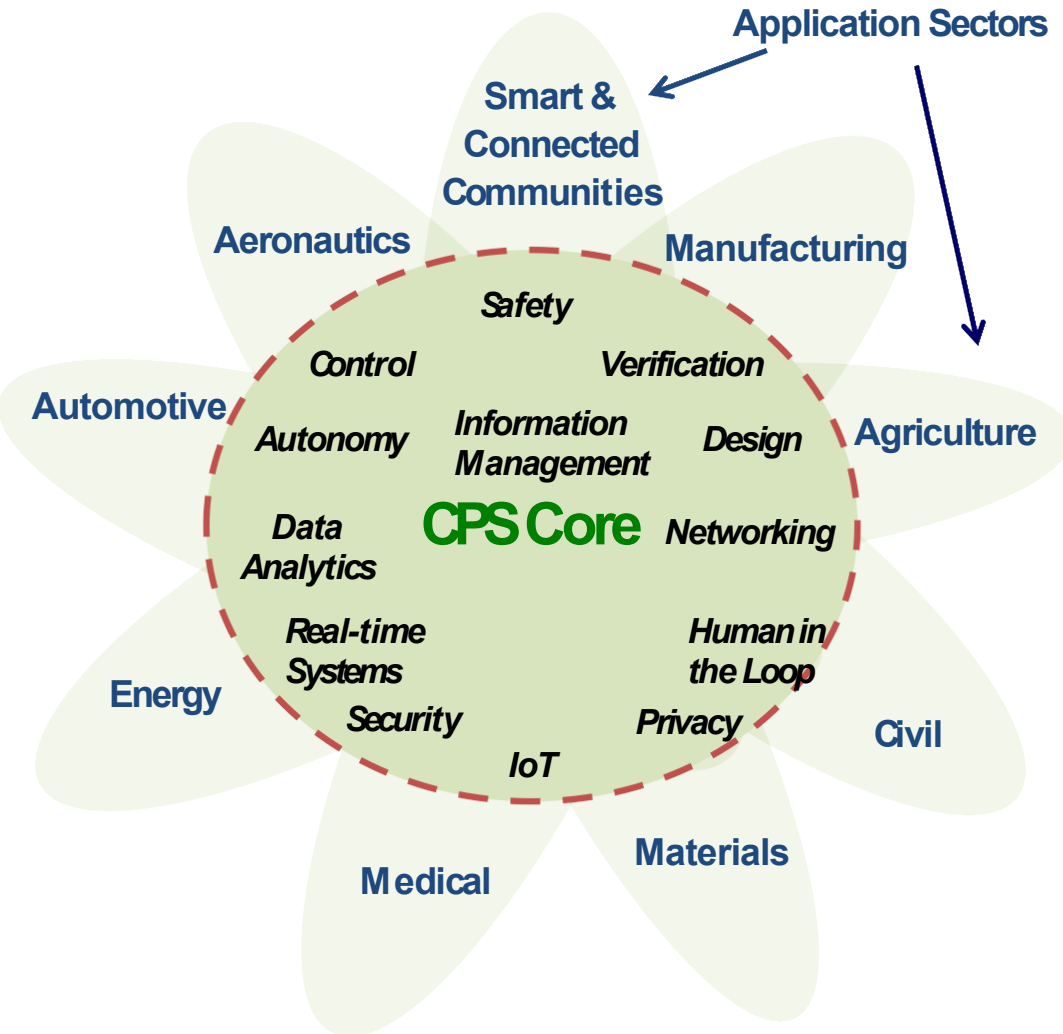 Application Sectors
Smart &
Connected
Communities
Aeronautics
Manufacturing
Safety
Control
Verification
Automotive
Information
Management
Autonomy
Design
Agriculture
CPS Core
Data
Analytics
Networking
Real-time
Systems
Human in
the Loop
Energy
Security
Privacy
Civil
IoT
Materials
Medical